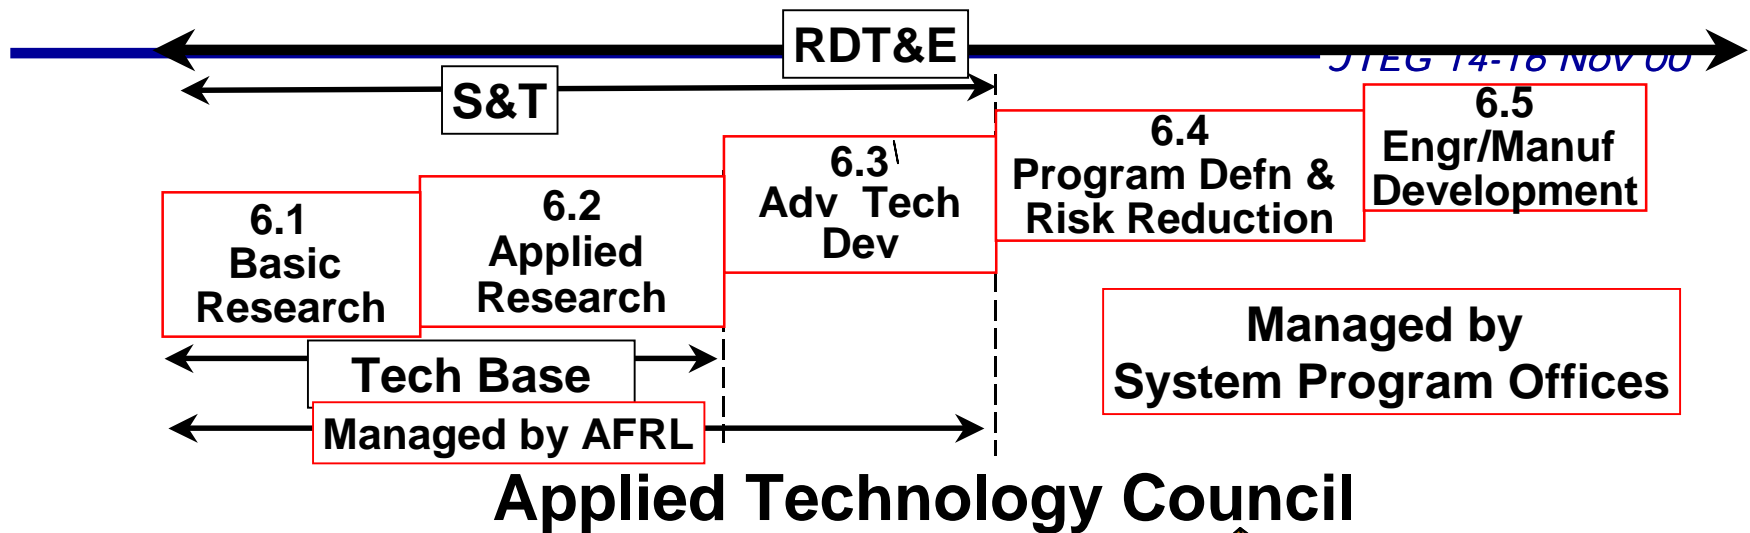 RDT&E
JTEG 14-16 Nov 00
S&T
6.1
Basic
Research
6.2
Applied
Research
6.3
Adv Tech
Dev
6.4
Program Defn &
Risk Reduction
6.5
Engr/Manuf
Development
Tech Base
Managed by AFRL
Managed by
System Program Offices
Applied Technology Council